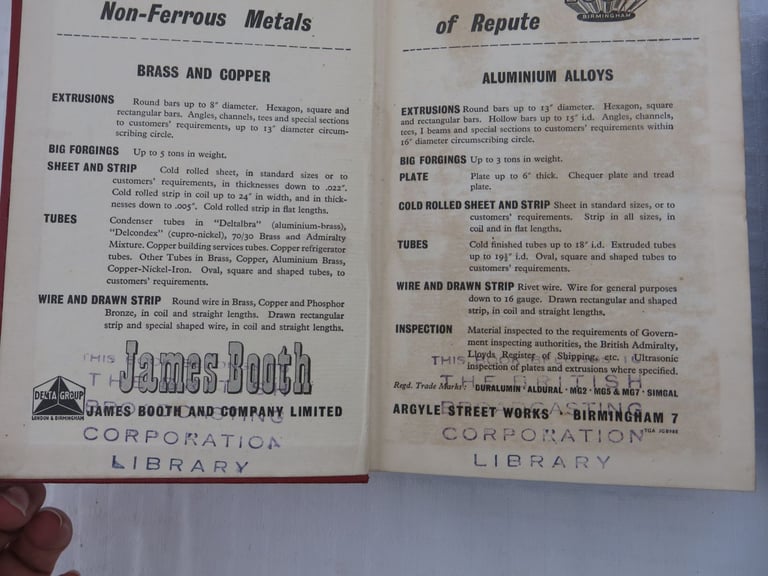 Non-Ferrous Metals
BRASS AND COPPER
EXTRUSIONS Round bars up to 8" diameter. Hexagon, square and
rectangular bars. Angles, channels, tees and special sections
to customers' requirements, up to 13" diameter circum-
scribing circle.
BIG FORGINGS Up to 5 tons in weight.
SHEET AND STRIP Cold rolled sheet, in standard sizes or to
customers' requirements, in thicknesses down to .022".
Cold rolled strip in coil up to 24" in width, and in thick-
nesses down to .005". Cold rolled strip in flat lengths.
TUBES Condenser tubes in "Deltalbra" (aluminium-brass),
"Delcondex" (cupro-nickel), 70/30 Brass and Admiralty
Mixture. Copper building services tubes. Copper refrigerator
tubes. Other Tubes in Brass, Copper, Aluminium Brass,
Copper-Nickel-Iron. Oval, square and shaped tubes, to
customers' requirements.
WIRE AND DRAWN STRIP Round wire in Brass, Copper and Phosphor
Bronze, in coil and straight lengths. Drawn rectangular
strip and special shaped wire, in coil and straight lengths.
James Booth
DELTA GROUP
LONDON & BIRMINGHAM
JAMES BOOTH AND COMPANY LIMITED
THIS
TH
CORPORATION
LIBRARY
of Repute
BIRMINGHAM
ALUMINIUM ALLOYS
EXTRUSIONS Round bars up to 13" diameter. Hexagon, square
and rectangular bars. Hollow bars up to 15" i.d. Angles, channels,
tees, I beams and special sections to customers' requirements within
16" diameter circumscribing circle.
BIG FORGINGS Up to 3 tons in weight.
PLATE Plate up to 6" thick. Chequer plate and tread
plate.
COLD ROLLED SHEET AND STRIP Sheet in standard sizes, or to
customers' requirements. Strip in all sizes, in
coil and in flat lengths.
TUBES Cold finished tubes up to 18" i.d. Extruded tubes
up to 19½" i.d. Oval, square and shaped tubes to
customers' requirements.
WIRE AND DRAWN STRIP Rivet wire. Wire for general purposes
down to 16 gauge. Drawn rectangular and shaped
strip, in coil and straight lengths.
INSPECTION Material inspected to the requirements of Govern-
ment inspecting authorities, the British Admiralty,
Lloyds Register of Shipping, etc. Ultrasonic
inspection of plates and extrusions where specified.
Regd. Trade Marks: DURALUMIN · ALDURAL · MG2 · MG5 & MG7 · SIMGAL
ARGYLE STREET WORKS · BIRMINGHAM 7
THIS BOOK BELONGS TO
THE BRITISH
BROADCASTING
CORPORATION
LIBRARY